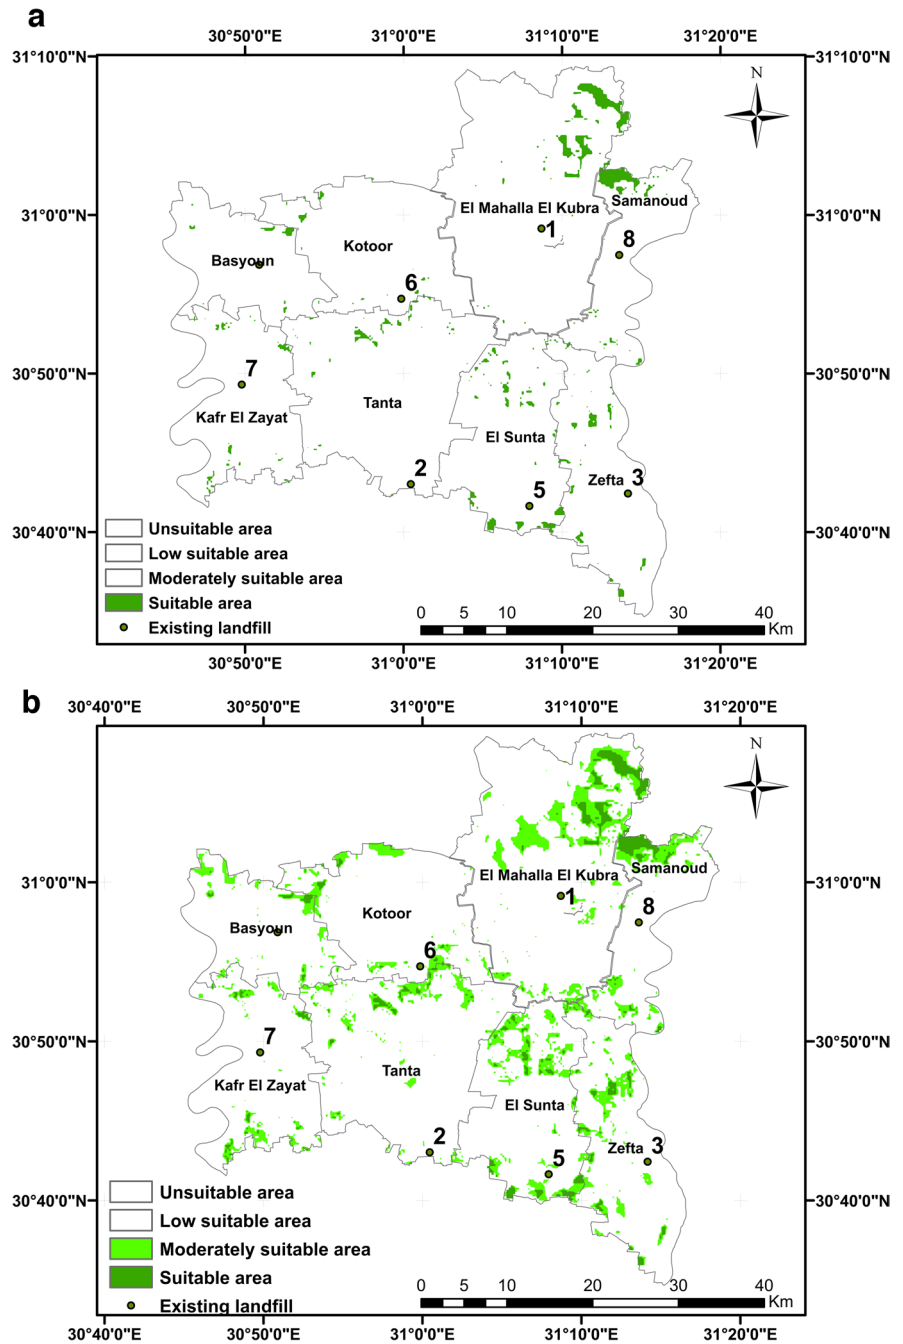 a
30°50'0"E 31°0'0"E 31°10'0"E 31°20'0"E
31°10'0"N 31°10'0"N
N
El Mahalla El Kubra Samanoud
31°0'0"N 31°0'0"N
1
8
Kotoor
Basyoun
6
30°50'0"N 30°50'0"N
7
Tanta
Kafr El Zayat
El Sunta
2
Zefta 3
5
30°40'0"N 30°40'0"N
Unsuitable area
Low suitable area
Moderately suitable area
Suitable area
Existing landfill
0 5 10 20 30 40
Km
30°50'0"E 31°0'0"E 31°10'0"E 31°20'0"E
b
30°40'0"E 30°50'0"E 31°0'0"E 31°10'0"E 31°20'0"E
N
El Mahalla El Kubra Samanoud
31°0'0"N 31°0'0"N
1
8
Kotoor
Basyoun
6
30°50'0"N 30°50'0"N
7
Tanta
Kafr El Zayat
El Sunta
2
Zefta 3
5
30°40'0"N 30°40'0"N
Unsuitable area
Low suitable area
Moderately suitable area
Suitable area
Existing landfill
0 5 10 20 30 40
Km
30°40'0"E 30°50'0"E 31°0'0"E 31°10'0"E 31°20'0"E